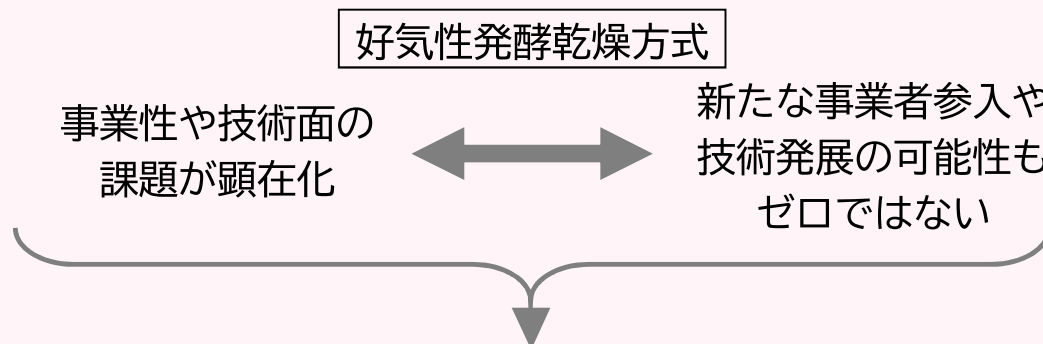 好気性発酵乾燥方式
事業性や技術面の
課題が顕在化
新たな事業者参入や
技術発展の可能性も
ゼロではない